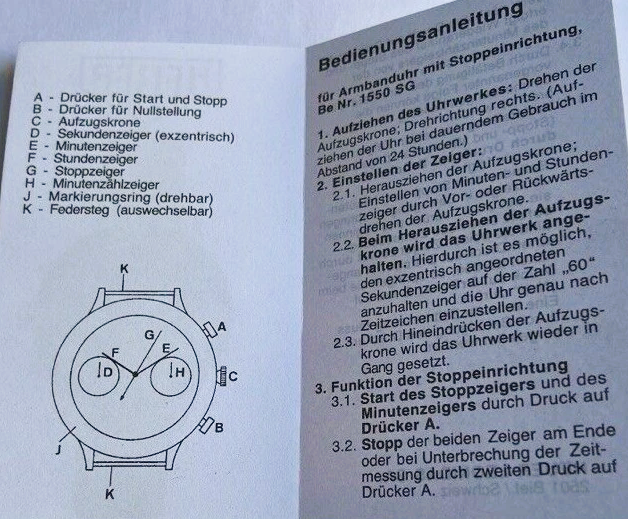 A - Drücker für Start und Stopp
B - Drücker für Nullstellung
C - Aufzugskrone
D - Sekundenzeiger (exzentrisch)
E - Minutenzeiger
F - Stundenzeiger
G - Stoppzeiger
H - Minutenzählzeiger
J - Markierungsring (drehbar)
K - Federsteg (auswechselbar)
K
G
A
F
E
D
H
C
B
J
K
Bedienungsanleitung
für Armbanduhr mit Stoppeinrichtung,
Be Nr. 1550 SG
1. Aufziehen des Uhrwerkes: Drehen der
Aufzugskrone; Drehrichtung rechts. (Auf-
ziehen der Uhr bei dauerndem Gebrauch im
Abstand von 24 Stunden.)
2. Einstellen der Zeiger:
2.1. Herausziehen der Aufzugskrone;
Einstellen von Minuten- und Stunden-
zeiger durch Vor- oder Rückwärts-
drehen der Aufzugskrone.
2.2. Beim Herausziehen der Aufzugs-
krone wird das Uhrwerk ange-
halten. Hierdurch ist es möglich,
den exzentrisch angeordneten
Sekundenzeiger auf der Zahl „60“
anzuhalten und die Uhr genau nach
Zeitzeichen einzustellen.
2.3. Durch Hineindrücken der Aufzugs-
krone wird das Uhrwerk wieder in
Gang gesetzt.
3. Funktion der Stoppeinrichtung
3.1. Start des Stoppzeigers und des
Minutenzeigers durch Druck auf
Drücker A.
3.2. Stopp der beiden Zeiger am Ende
oder bei Unterbrechung der Zeit-
messung durch zweiten Druck auf
Drücker A.